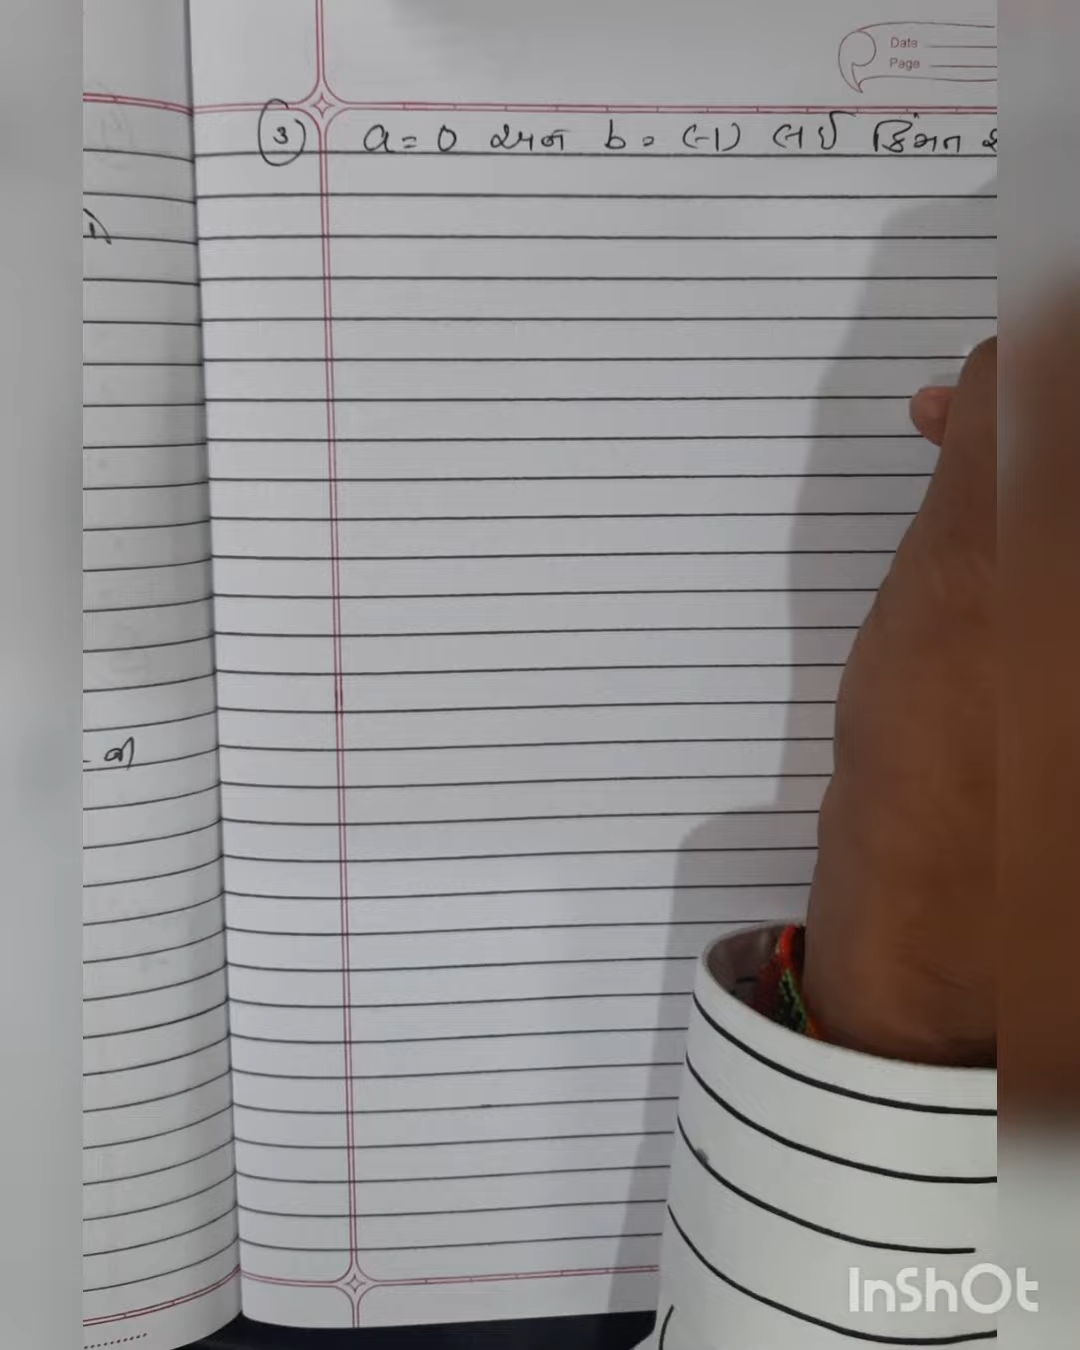 Date
Page
③ a = 0 અને b = (-1) લઈ કિંમત
InShOt